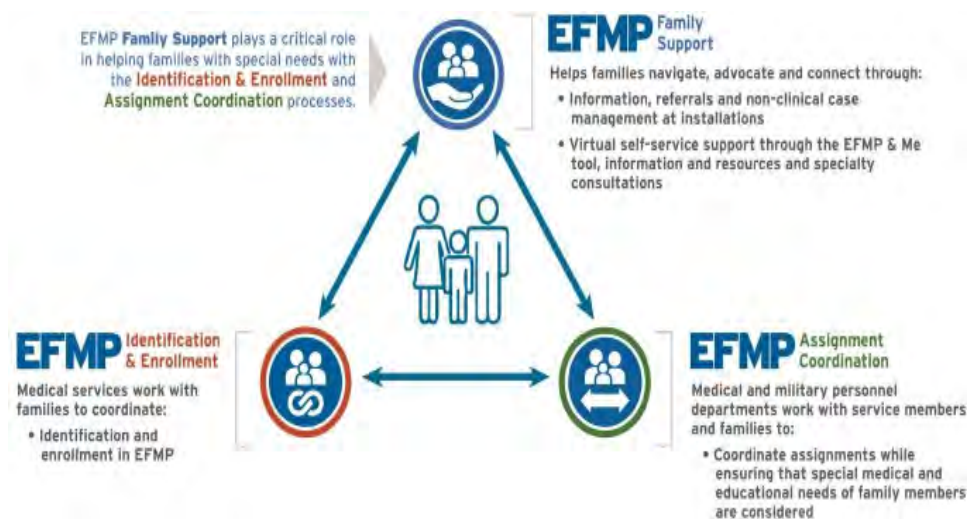 EFMP Family Support plays a critical role
in helping families with special needs with
the Identification & Enrollment and
Assignment Coordination processes.
EFMP Family
Support
Helps families navigate, advocate and connect through:
• Information, referrals and non-clinical case
management at installations
• Virtual self-service support through the EFMP & Me
tool, information and resources and specialty
consultations
EFMP Identification
& Enrollment
Medical services work with
families to coordinate:
• Identification and
enrollment in EFMP
EFMP Assignment
Coordination
Medical and military personnel
departments work with service members
and families to:
• Coordinate assignments while
ensuring that special medical and
educational needs of family members
are considered